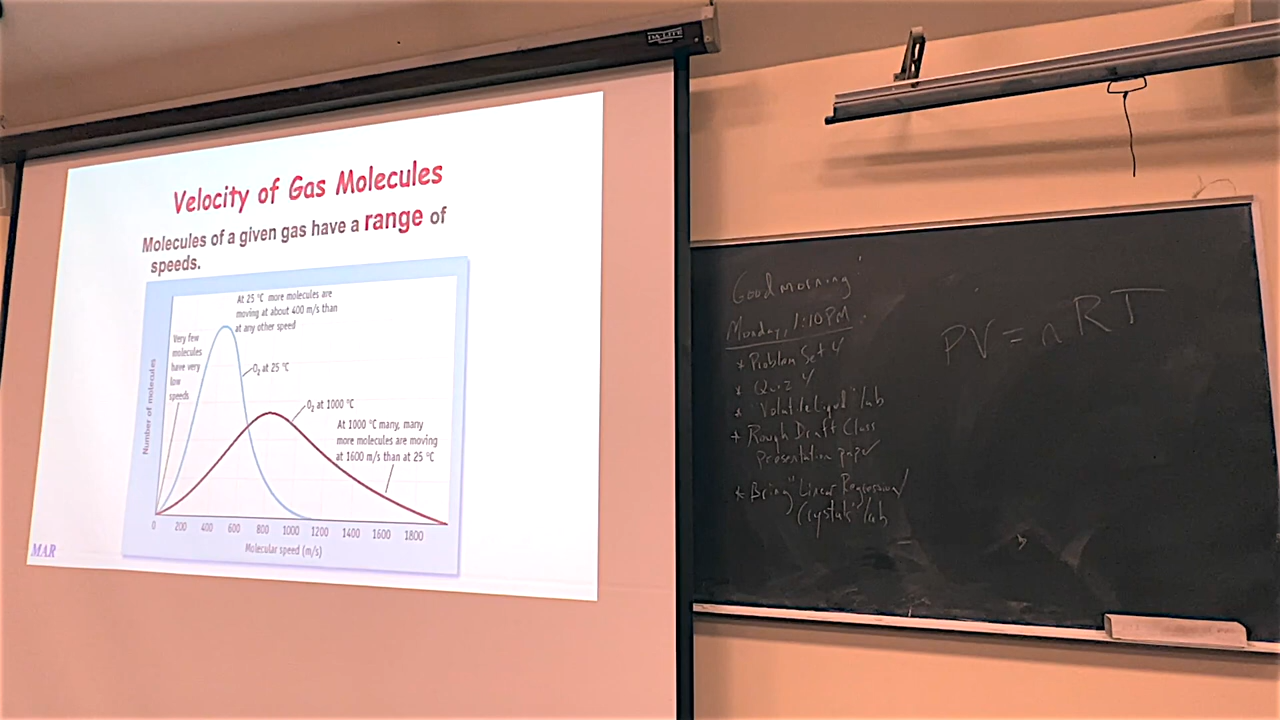 DA-LITE
Velocity of Gas Molecules
Molecules of a given gas have a range of
speeds.
At 25 °C more molecules are
moving at about 400 m/s than
at any other speed
Very few
molecules
have very
low
speeds
O₂ at 25 °C
O₂ at 1000 °C
At 1000 °C many, many
more molecules are moving
at 1600 m/s than at 25 °C
Number of molecules
0 200 400 600 800 1000 1200 1400 1600 1800
Molecular speed (m/s)
MAR
Good morning!
Monday, 1:10 PM
* Problem Set 4
* Quiz 4
* "Volatile Liquid" lab
* Rough Draft Class
Presentation paper
* Bring "Linear Regression/
Crystals" lab
PV = nRT